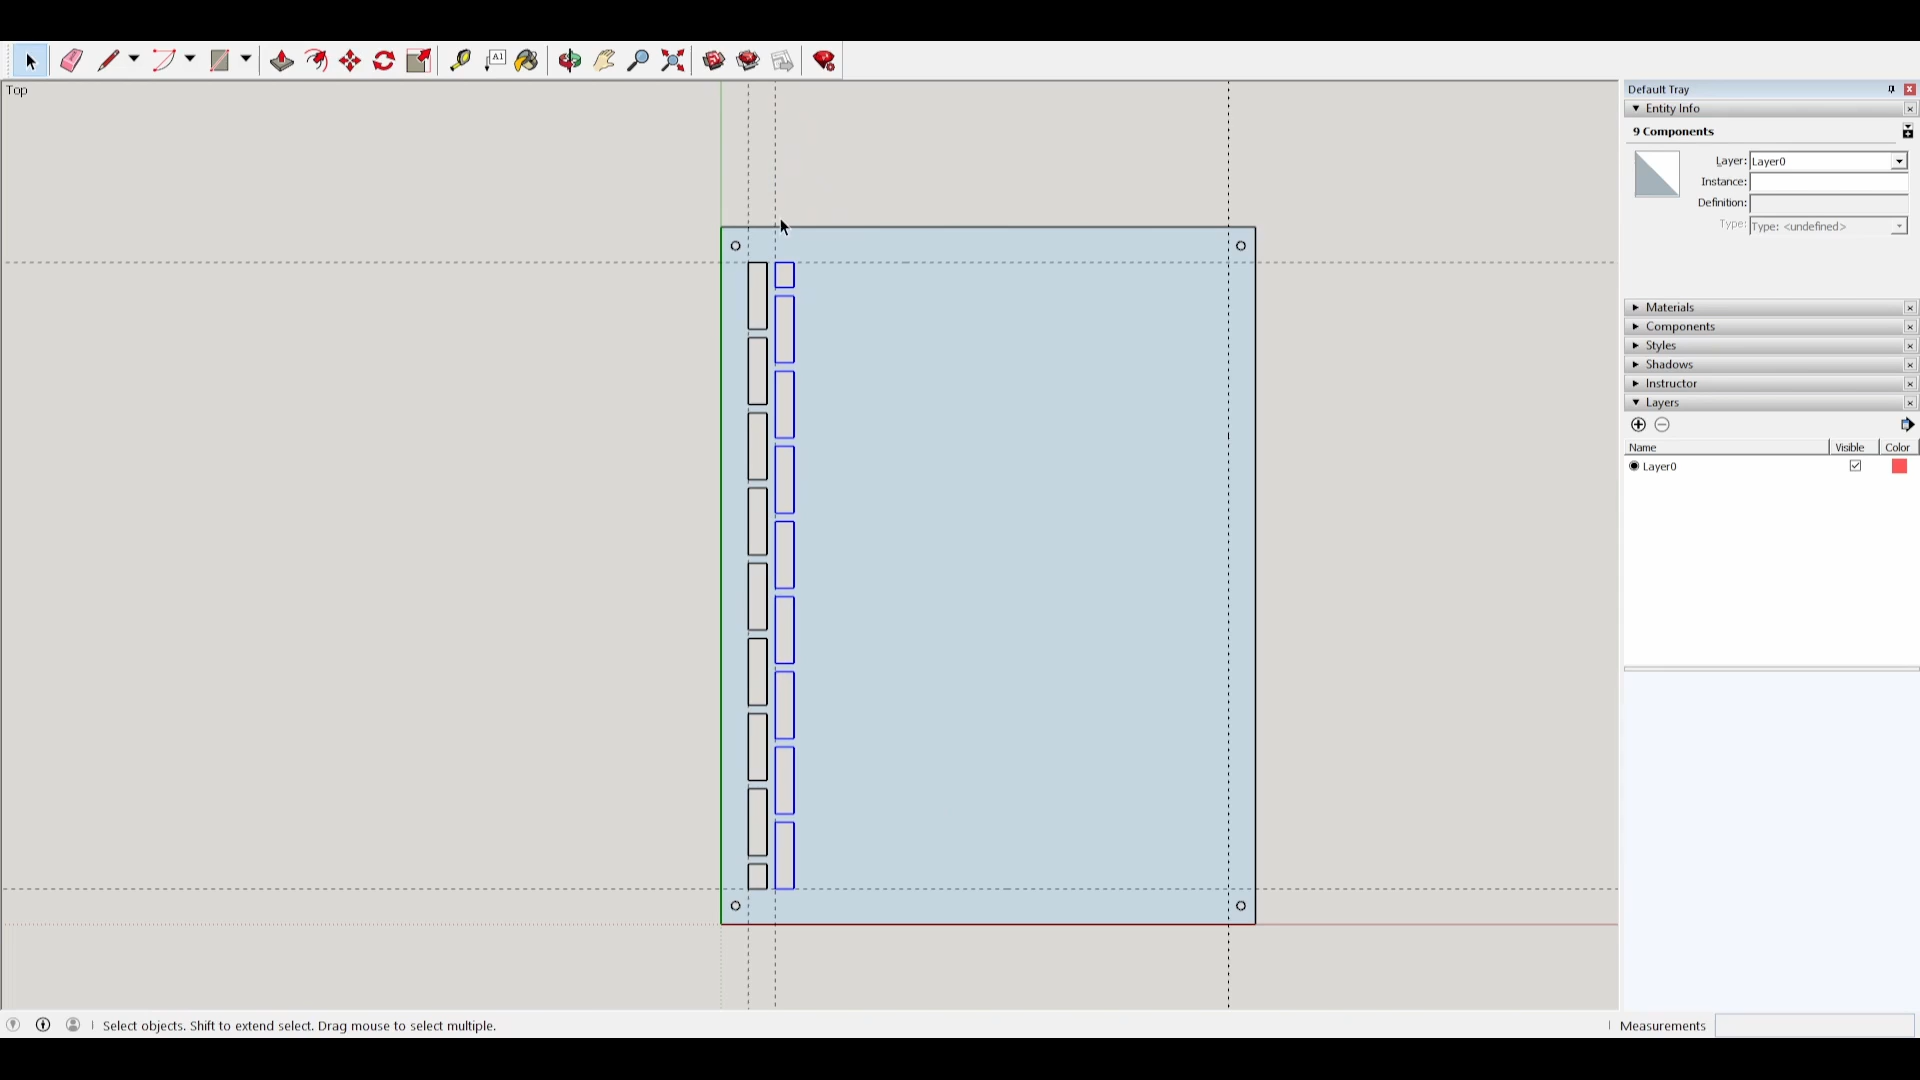 A1
Top
Default Tray
Entity Info
9 Components
Layer: Layer0
Instance:
Definition:
Type: Type: <undefined>
Materials
Components
Styles
Shadows
Instructor
Layers
Name Visible Color
Layer0
Select objects. Shift to extend select. Drag mouse to select multiple.
Measurements